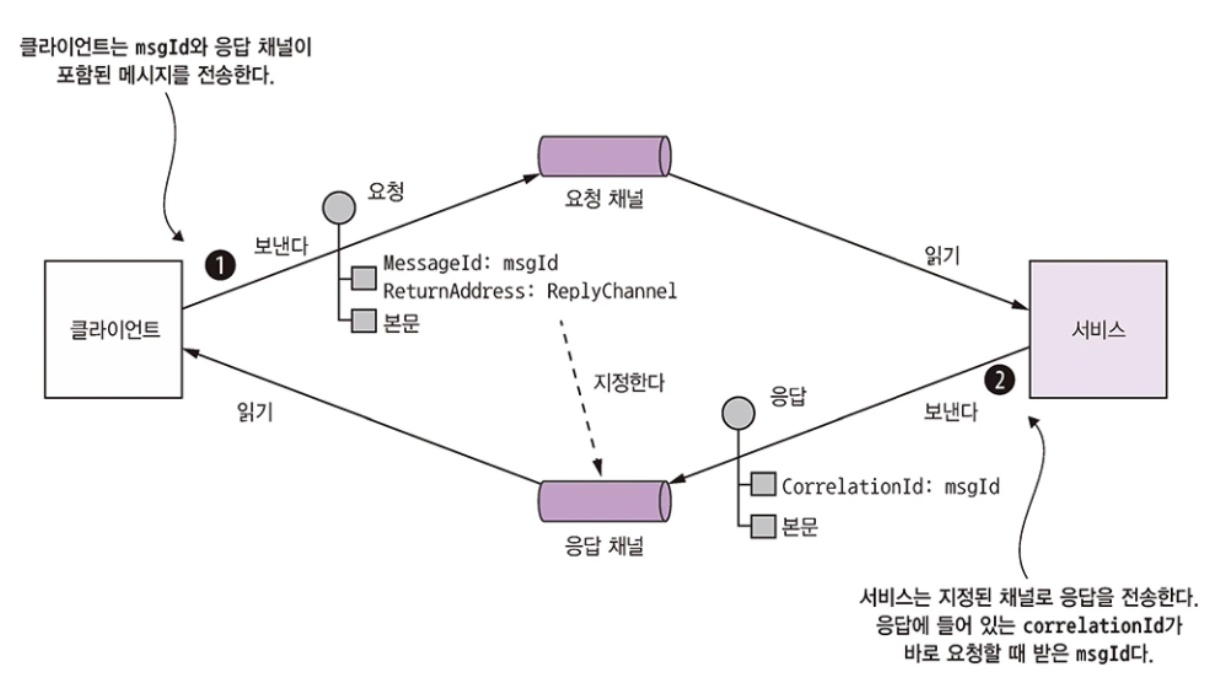 클라이언트는 msgId와 응답 채널이
포함된 메시지를 전송한다.
요청 채널
요청
보낸다
1
MessageId: msgId
ReturnAddress: ReplyChannel
본문
읽기
클라이언트
서비스
지정한다
2
보낸다
응답
읽기
CorrelationId: msgId
본문
응답 채널
서비스는 지정된 채널로 응답을 전송한다.
응답에 들어 있는 correlationId가
바로 요청할 때 받은 msgId다.